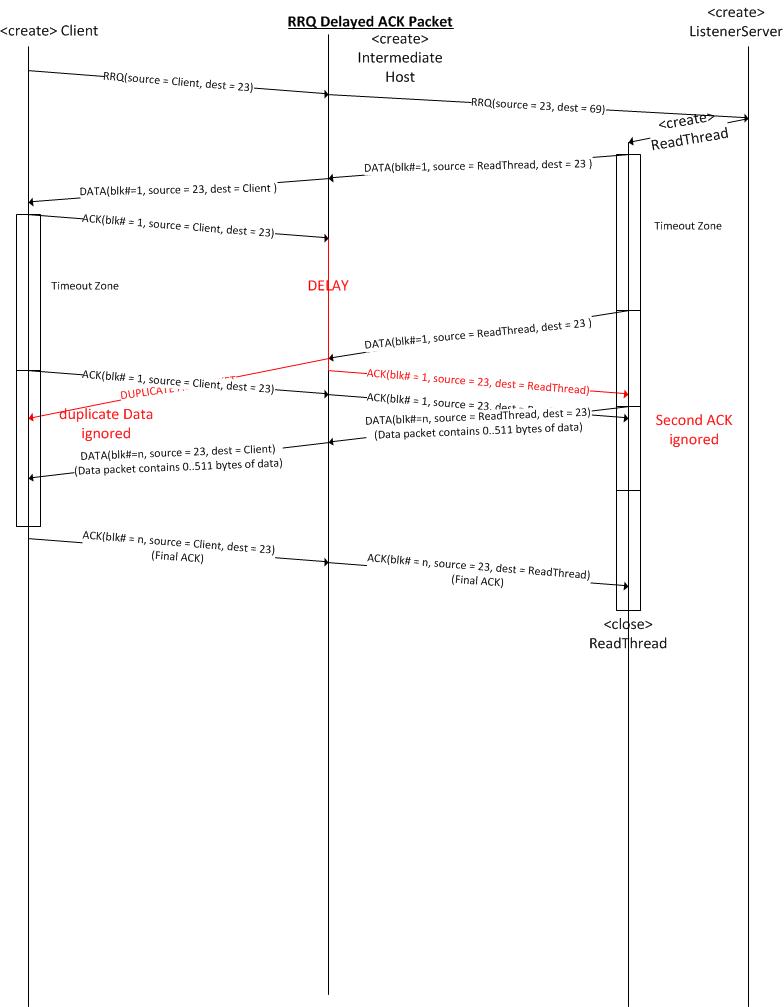 RRQ Delayed ACK Packet
<create> Client
<create>
Intermediate
Host
<create>
ListenerServer
RRQ(source = Client, dest = 23)
RRQ(source = 23, dest = 69)
<create>
ReadThread
DATA(blk#=1, source = ReadThread, dest = 23 )
DATA(blk#=1, source = 23, dest = Client )
ACK(blk# = 1, source = Client, dest = 23)
Timeout Zone
Timeout Zone
DELAY
DATA(blk#=1, source = ReadThread, dest = 23 )
ACK(blk# = 1, source = 23, dest = ReadThread)
ACK(blk# = 1, source = Client, dest = 23)
DUPLICATE
ACK(blk# = 1, source = 23, dest =
duplicate Data
ignored
DATA(blk#=n, source = ReadThread, dest = 23)
(Data packet contains 0..511 bytes of data)
Second ACK
ignored
DATA(blk#=n, source = 23, dest = Client)
(Data packet contains 0..511 bytes of data)
ACK(blk# = n, source = Client, dest = 23)
(Final ACK)
ACK(blk# = n, source = 23, dest = ReadThread)
(Final ACK)
<close>
ReadThread